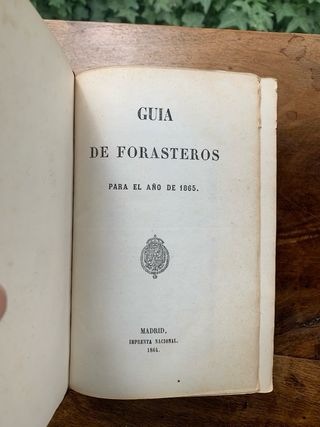 GUIA
DE FORASTEROS
PARA EL AÑO DE 1865.
MADRID,
IMPRENTA NACIONAL.
1864.